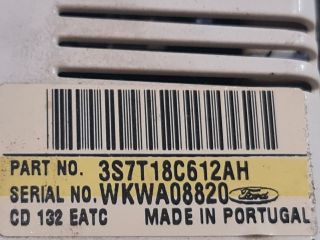 PART NO. 3S7T18C612AH
SERIAL NO. WKWA08820 Ford
CD 132 EATC MADE IN PORTUGAL